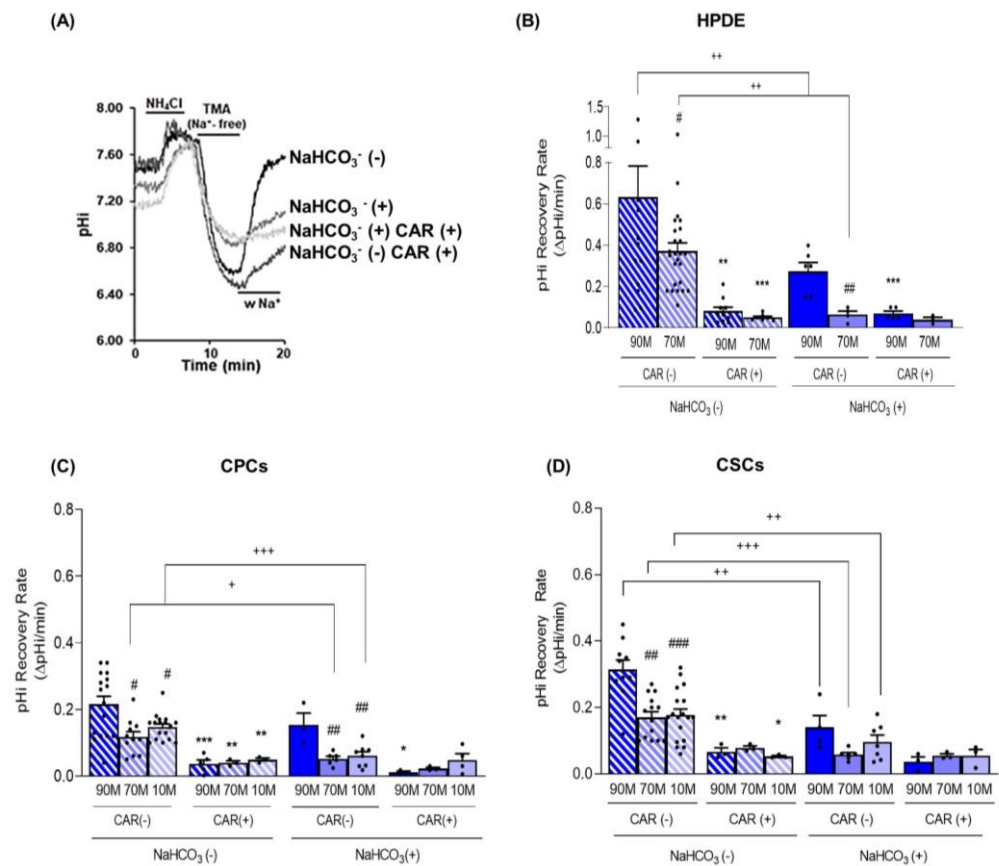 (A)
8.00
7.60
7.20
6.80
6.40
6.00
pHi
NH₄Cl
TMA
(Na⁺- free)
NaHCO₃⁻ (-)
NaHCO₃⁻ (+)
NaHCO₃⁻ (+) CAR (+)
NaHCO₃⁻ (-) CAR (+)
w Na⁺
0 10 20
Time (min)
(B) HPDE
pHi Recovery Rate
(ΔpHi/min)
1.5
1.0
0.8
0.6
0.4
0.2
0.0
++
++
#
** *** ## ***
90M 70M 90M 70M 90M 70M 90M 70M
CAR (-) CAR (+) CAR (-) CAR (+)
NaHCO₃ (-) NaHCO₃ (+)
(C) CPCs
pHi Recovery Rate
(ΔpHi/min)
0.8
0.6
0.4
0.2
0.0
+++
+
# #
*** ** ** ## ## *
90M 70M 10M 90M 70M 10M 90M 70M 10M 90M 70M 10M
CAR(-) CAR(+) CAR(-) CAR(+)
NaHCO₃ (-) NaHCO₃(+)
(D) CSCs
pHi Recovery Rate
(ΔpHi/min)
0.8
0.6
0.4
0.2
0.0
++
+++
++
## ###
** *
90M 70M 10M 90M 70M 10M 90M 70M 10M 90M 70M 10M
CAR (-) CAR (+) CAR (-) CAR (+)
NaHCO₃ (-) NaHCO₃ (+)